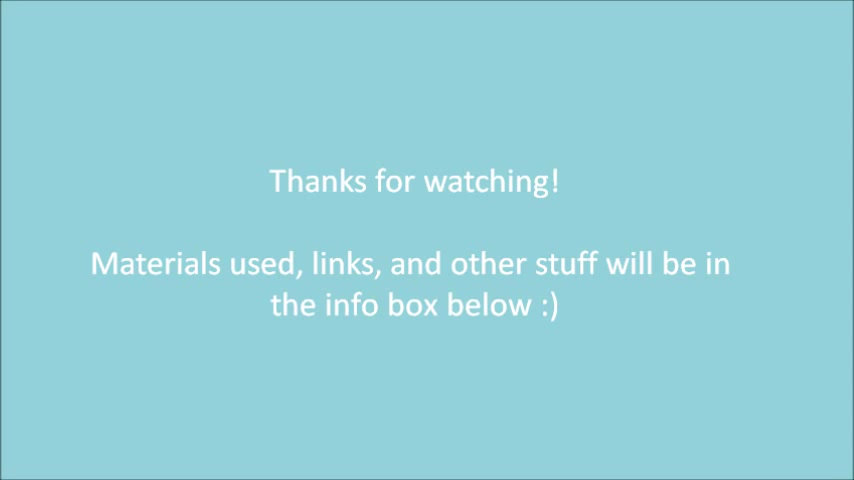 Thanks for watching!
Materials used, links, and other stuff will be in
the info box below :)